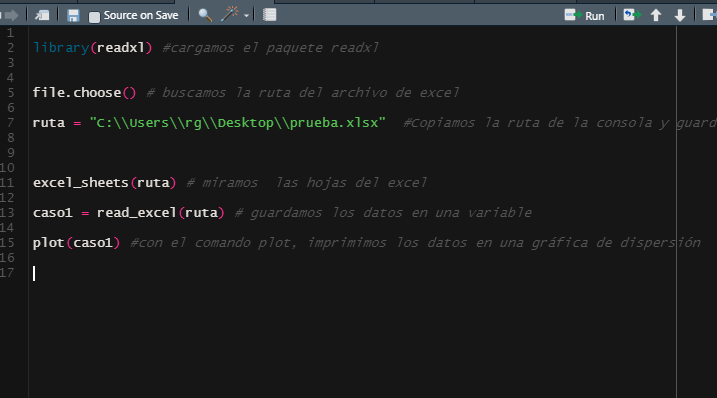 Source on Save
Run
1
2 library(readxl) #cargamos el paquete readxl
3
4
5 file.choose() # buscamos la ruta del archivo de excel
6
7 ruta = "C:\\Users\\rg\\Desktop\\prueba.xlsx" #Copiamos la ruta de la consola y guard
8
9
10
11 excel_sheets(ruta) # miramos las hojas del excel
12
13 caso1 = read_excel(ruta) # guardamos los datos en una variable
14
15 plot(caso1) #con el comando plot, imprimimos los datos en una gráfica de dispersión
16
17